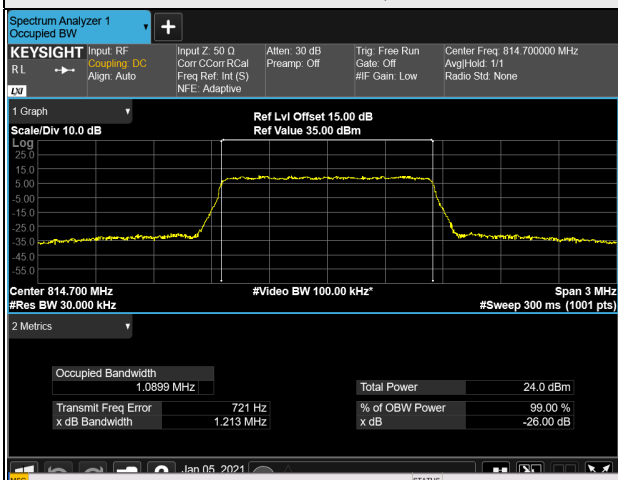 Spectrum Analyzer 1
Occupied BW
+
KEYSIGHT Input: RF Input Z: 50 Ω Atten: 30 dB Trig: Free Run Center Freq: 814.700000 MHz
RL Coupling: DC Corr CCorr RCal Preamp: Off Gate: Off Avg|Hold: 1/1
Align: Auto Freq Ref: Int (S) #IF Gain: Low Radio Std: None
LXI NFE: Adaptive
1 Graph Ref Lvl Offset 15.00 dB
Scale/Div 10.0 dB Ref Value 35.00 dBm
Log
25.0
15.0
5.00
-5.00
-15.0
-25.0
-35.0
-45.0
-55.0
Center 814.700 MHz #Video BW 100.00 kHz* Span 3 MHz
#Res BW 30.000 kHz #Sweep 300 ms (1001 pts)
2 Metrics
Occupied Bandwidth
1.0899 MHz Total Power 24.0 dBm
Transmit Freq Error 721 Hz % of OBW Power 99.00 %
x dB Bandwidth 1.213 MHz x dB -26.00 dB
Jan 05, 2021
MSG STATUS